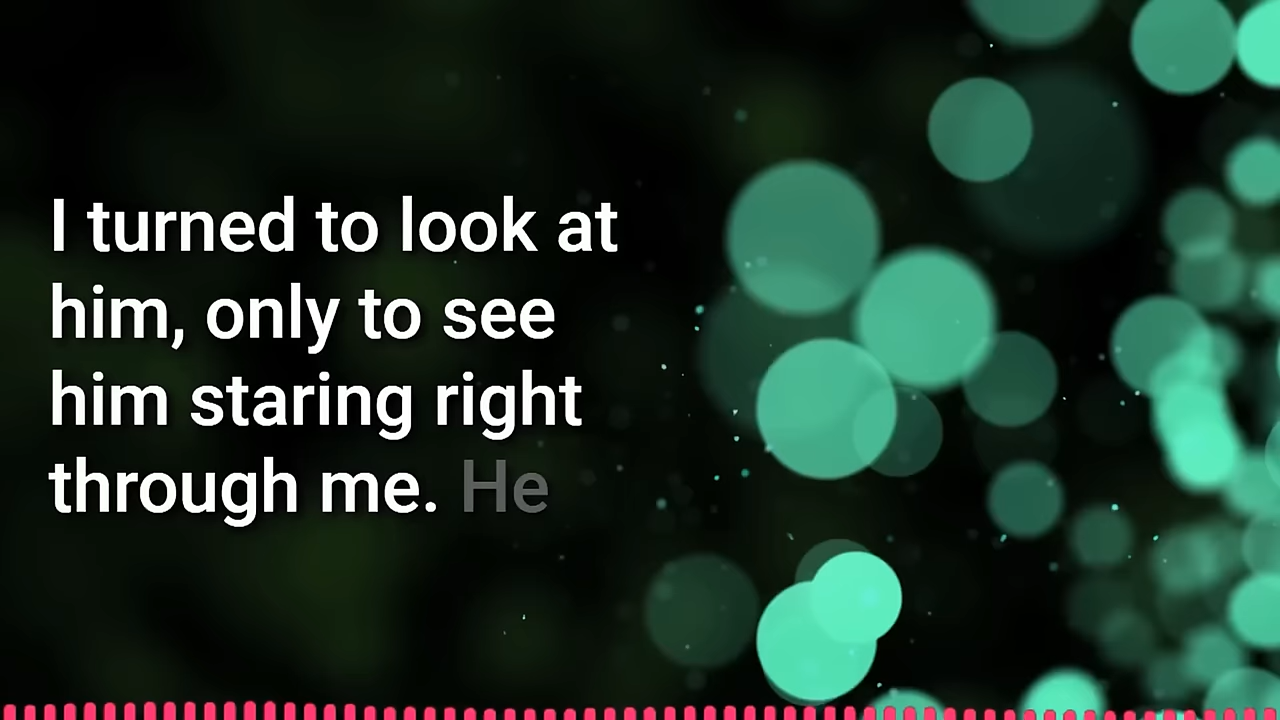 I turned to look at
him, only to see
him staring right
through me. He